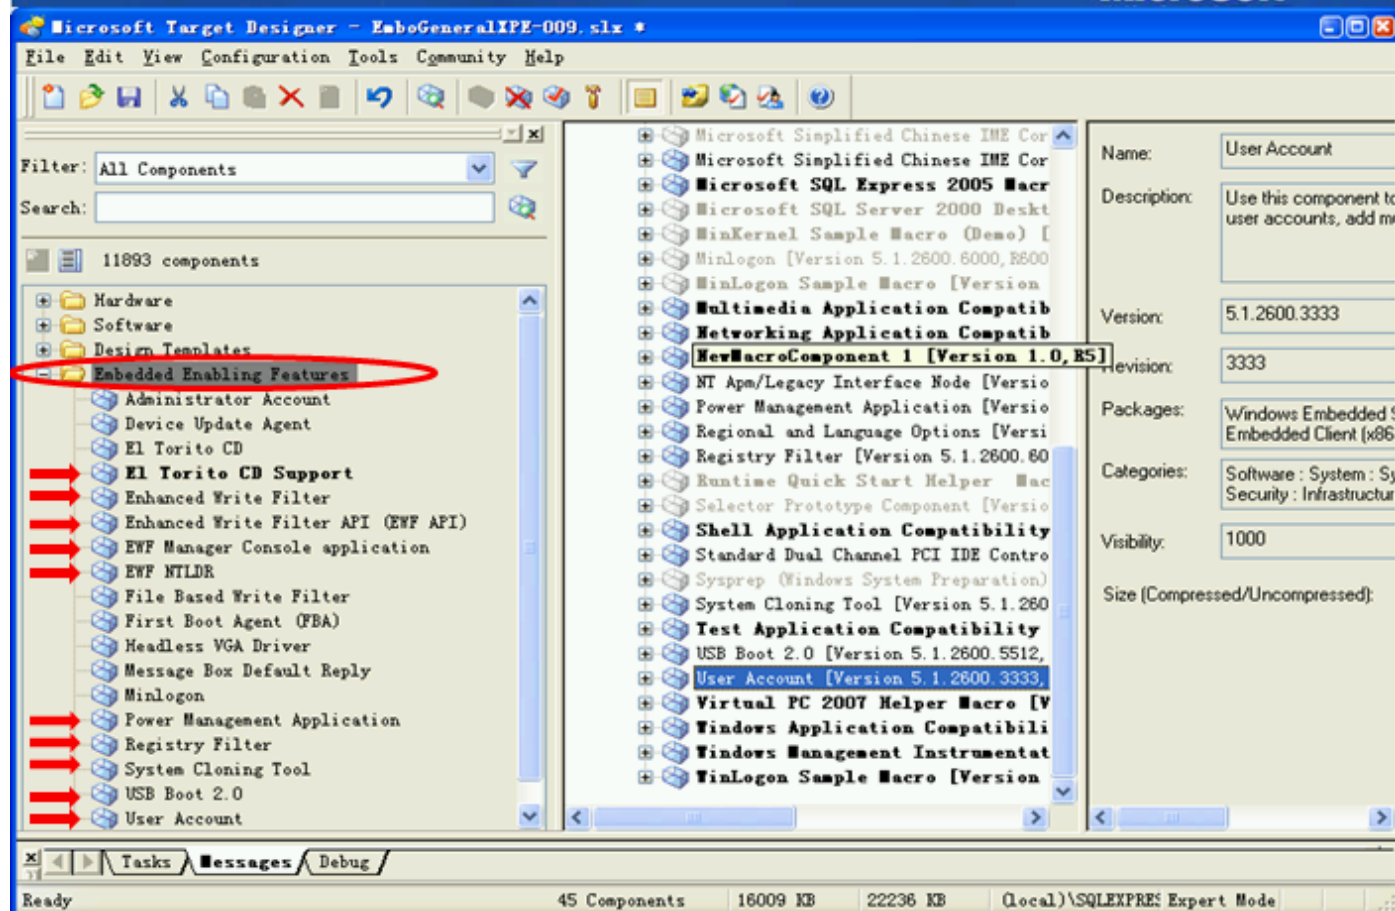 Microsoft Target Designer - EmboGeneralXPE-009.slx *
File Edit View Configuration Tools Community Help
Filter: All Components
Search:
11893 components
Hardware
Software
Design Templates
Embedded Enabling Features
Administrator Account
Device Update Agent
El Torito CD
El Torito CD Support
Enhanced Write Filter
Enhanced Write Filter API (EWF API)
EWF Manager Console application
EWF NTLDR
File Based Write Filter
First Boot Agent (FBA)
Headless VGA Driver
Message Box Default Reply
Minlogon
Power Management Application
Registry Filter
System Cloning Tool
USB Boot 2.0
User Account
Microsoft Simplified Chinese IME Cor
Microsoft Simplified Chinese IME Cor
Microsoft SQL Express 2005 Macr
Microsoft SQL Server 2000 Deskt
MinKernel Sample Macro (Demo) [
Minlogon [Version 5.1.2600.6000, R600
MinLogon Sample Macro [Version
Multimedia Application Compatib
Networking Application Compatib
NewMacroComponent 1 [Version 1.0, R5]
NT Apm/Legacy Interface Node [Versio
Power Management Application [Versio
Regional and Language Options [Versi
Registry Filter [Version 5.1.2600.60
Runtime Quick Start Helper Mac
Selector Prototype Component [Versio
Shell Application Compatibility
Standard Dual Channel PCI IDE Contro
Sysprep (Windows System Preparation)
System Cloning Tool [Version 5.1.260
Test Application Compatibility
USB Boot 2.0 [Version 5.1.2600.5512,
User Account [Version 5.1.2600.3333,
Virtual PC 2007 Helper Macro [V
Windows Application Compatibili
Windows Management Instrumentat
WinLogon Sample Macro [Version
Name: User Account
Description: Use this component to
user accounts, add m
Version: 5.1.2600.3333
Revision: 3333
Packages: Windows Embedded S
Embedded Client (x86
Categories: Software : System : Sy
Security : Infrastructur
Visibility: 1000
Size (Compressed/Uncompressed):
Tasks Messages Debug
Ready 45 Components 16009 KB 22236 KB (local)\SQLEXPRES Expert Mode